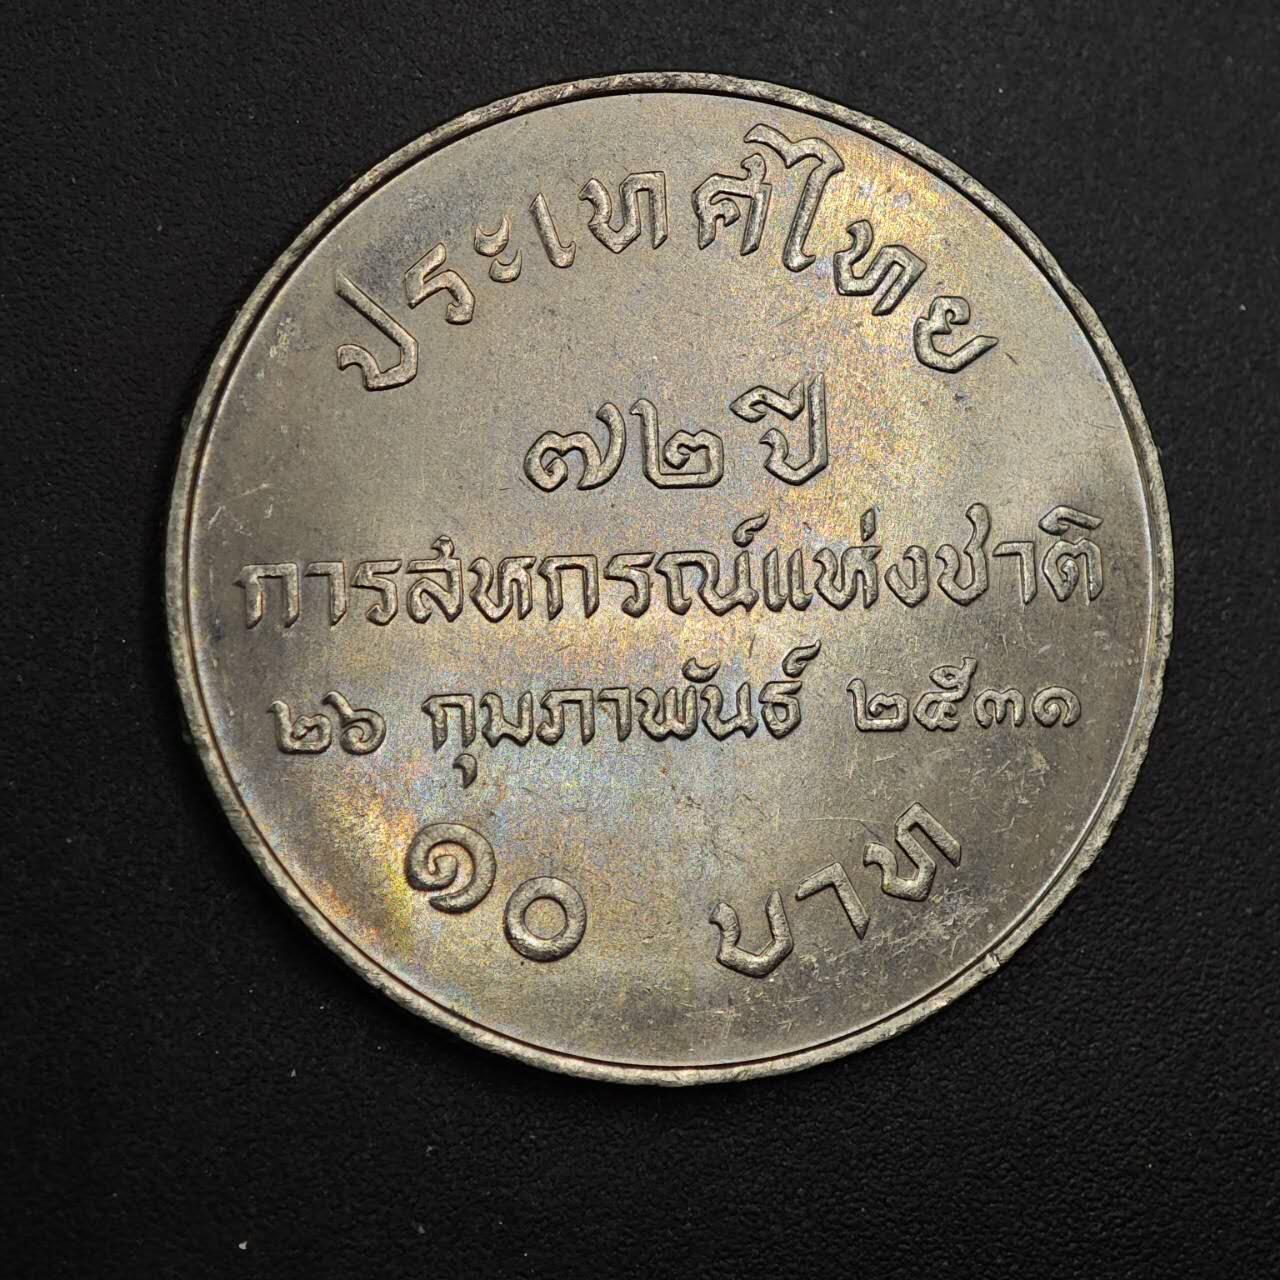 ประเทศไทย
๗๒ ปี
การสหกรณ์แห่งชาติ
๒๖ กุมภาพันธ์ ๒๕๓๑
๑๐ บาท